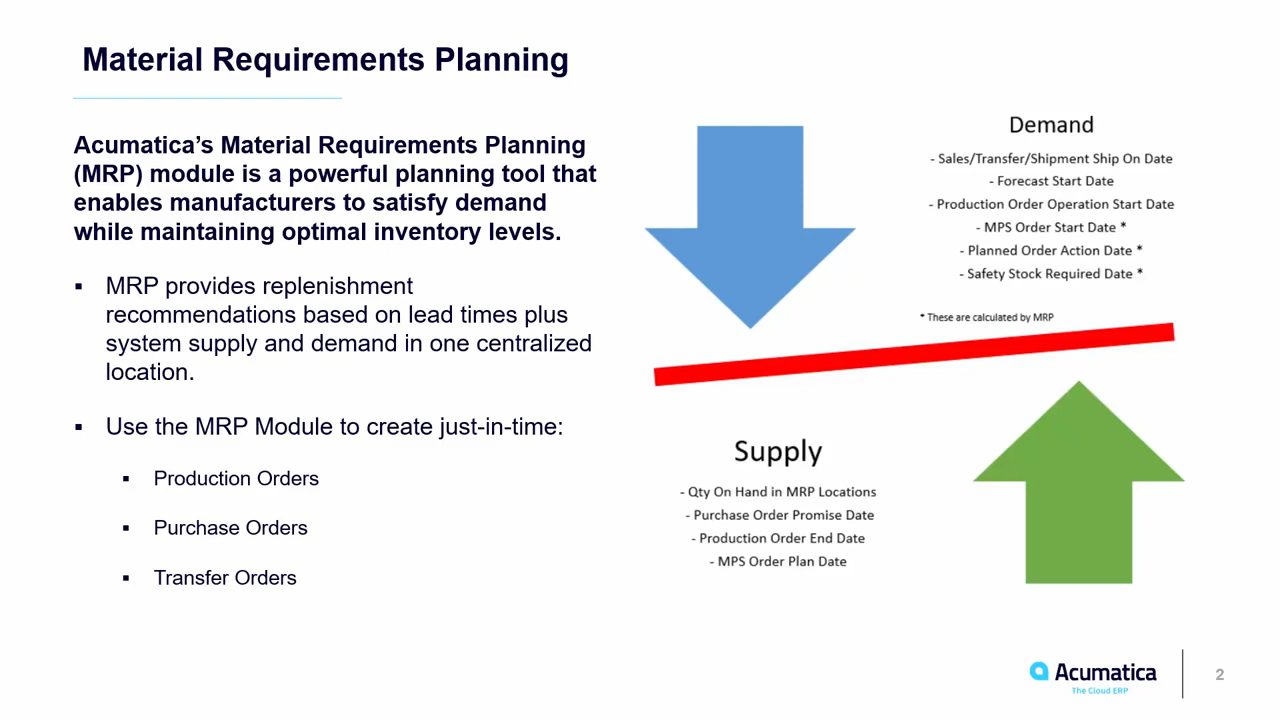 Material Requirements Planning
Acumatica’s Material Requirements Planning
(MRP) module is a powerful planning tool that
enables manufacturers to satisfy demand
while maintaining optimal inventory levels.
▪ MRP provides replenishment
recommendations based on lead times plus
system supply and demand in one centralized
location.
▪ Use the MRP Module to create just-in-time:
▪ Production Orders
▪ Purchase Orders
▪ Transfer Orders
Demand
- Sales/Transfer/Shipment Ship On Date
- Forecast Start Date
- Production Order Operation Start Date
- MPS Order Start Date *
- Planned Order Action Date *
- Safety Stock Required Date *
* These are calculated by MRP
Supply
- Qty On Hand in MRP Locations
- Purchase Order Promise Date
- Production Order End Date
- MPS Order Plan Date
Acumatica
The Cloud ERP
2